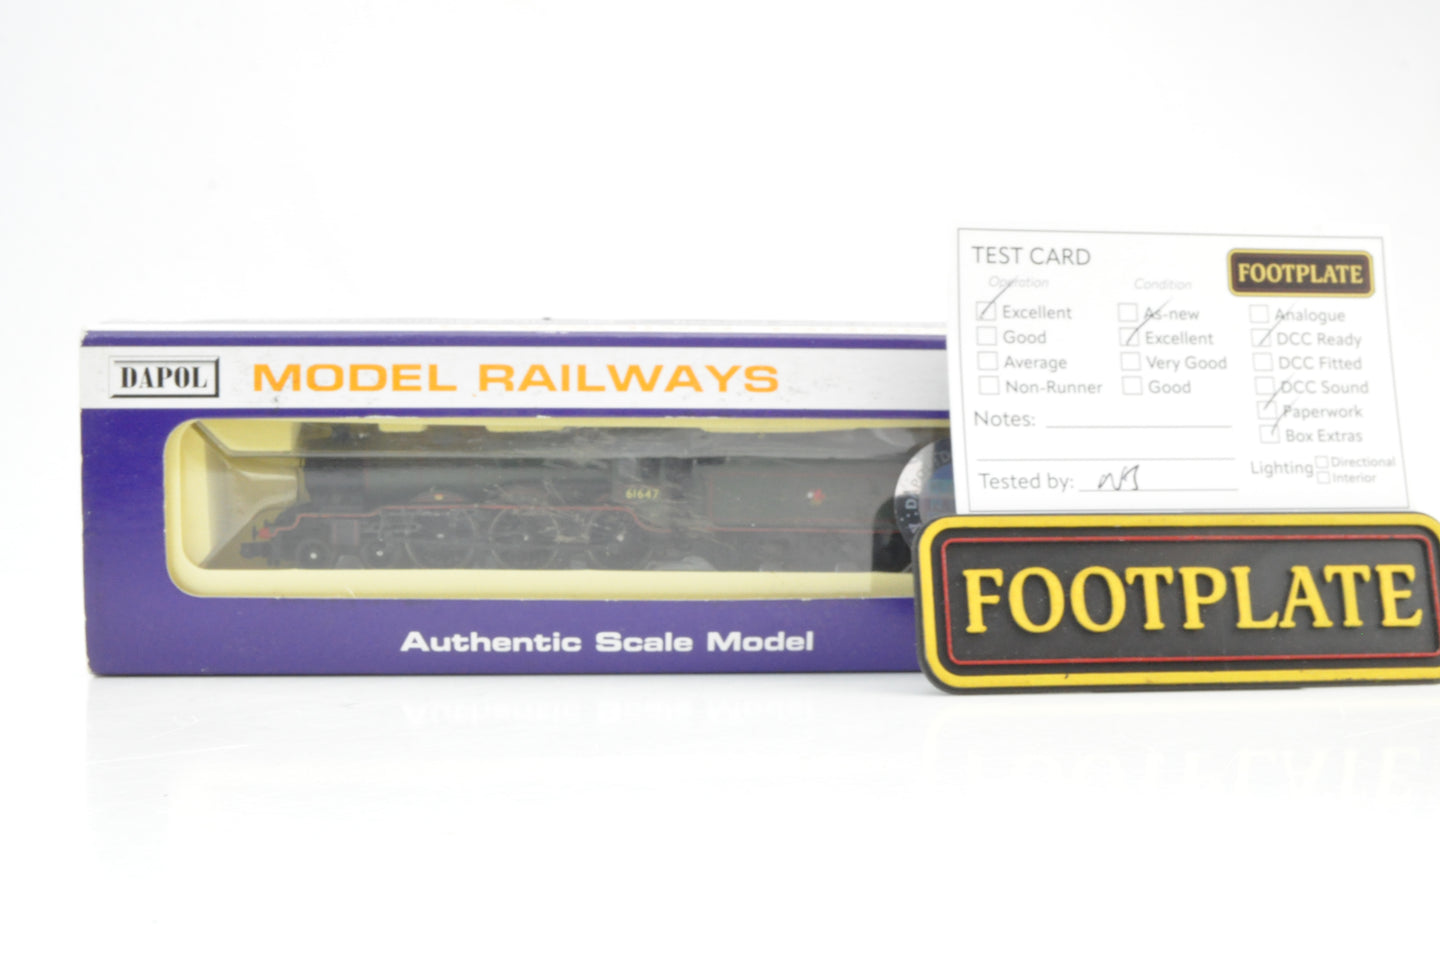 DAPOL
MODEL RAILWAYS
61647
Authentic Scale Model
TEST CARD
FOOTPLATE
Operation
Excellent
Good
Average
Non-Runner
Condition
As-new
Excellent
Very Good
Good
Analogue
DCC Ready
DCC Fitted
DCC Sound
Paperwork
Box Extras
Notes:
Lighting
Directional
Interior
Tested by:
FOOTPLATE